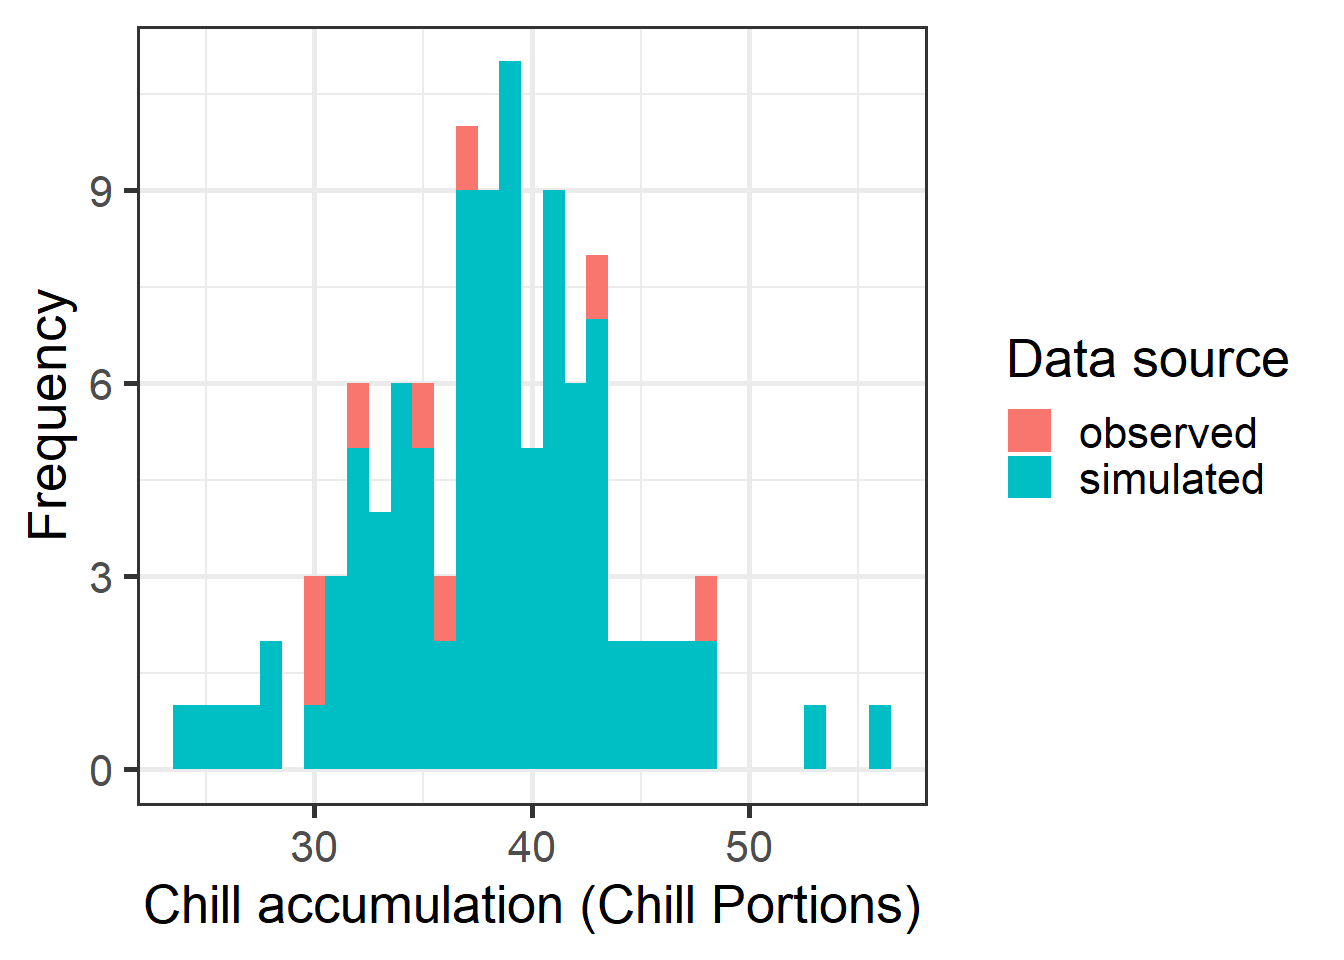 Frequency
9
6
3
0
30 40 50
Chill accumulation (Chill Portions)
Data source
observed
simulated